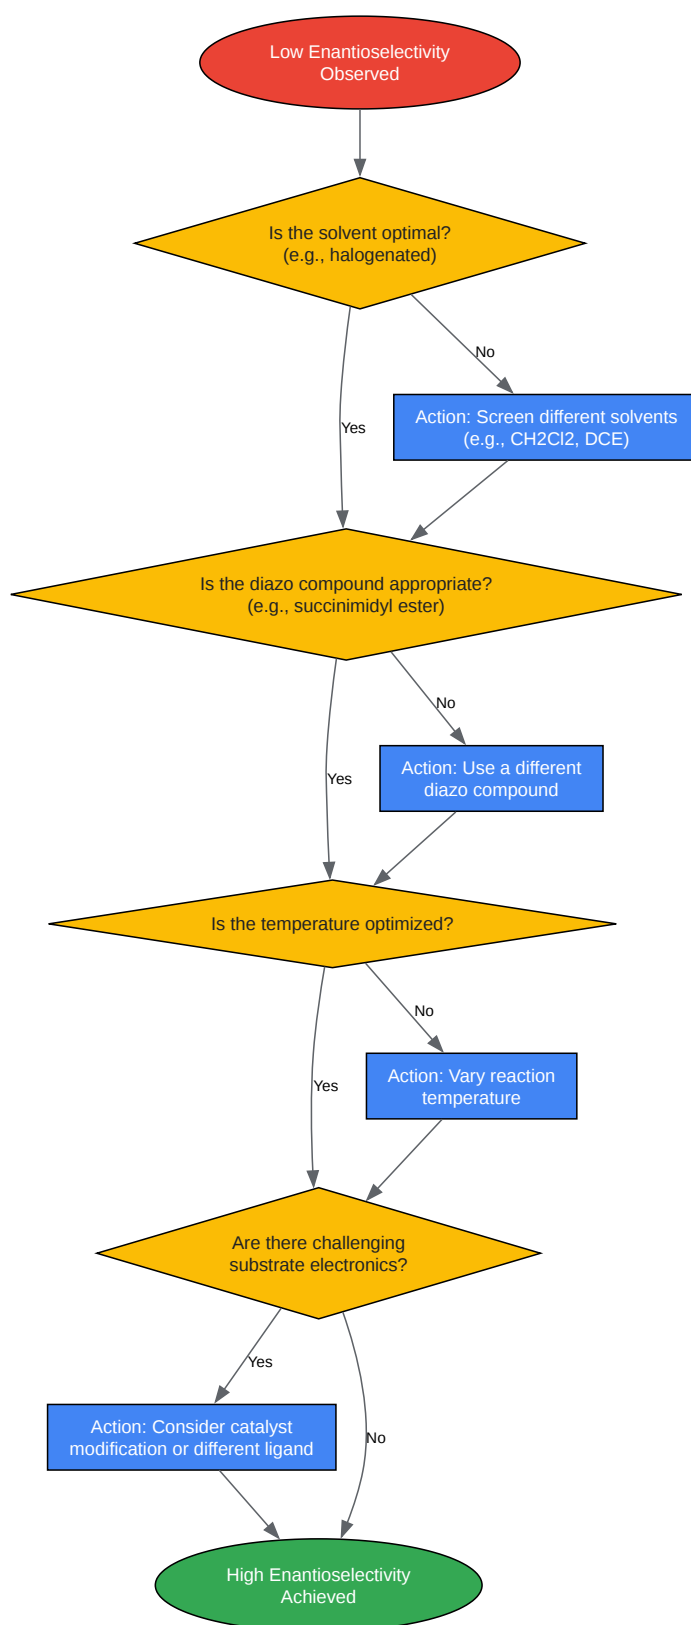 Low Enantioselectivity
Observed
Is the solvent optimal?
(e.g., halogenated)
No
Action: Screen different solvents
(e.g., CH2Cl2, DCE)
Yes
Is the diazo compound appropriate?
(e.g., succinimidyl ester)
No
Action: Use a different
diazo compound
Yes
Is the temperature optimized?
No
Action: Vary reaction
temperature
Yes
Are there challenging
substrate electronics?
Yes
Action: Consider catalyst
modification or different ligand
No
High Enantioselectivity
Achieved